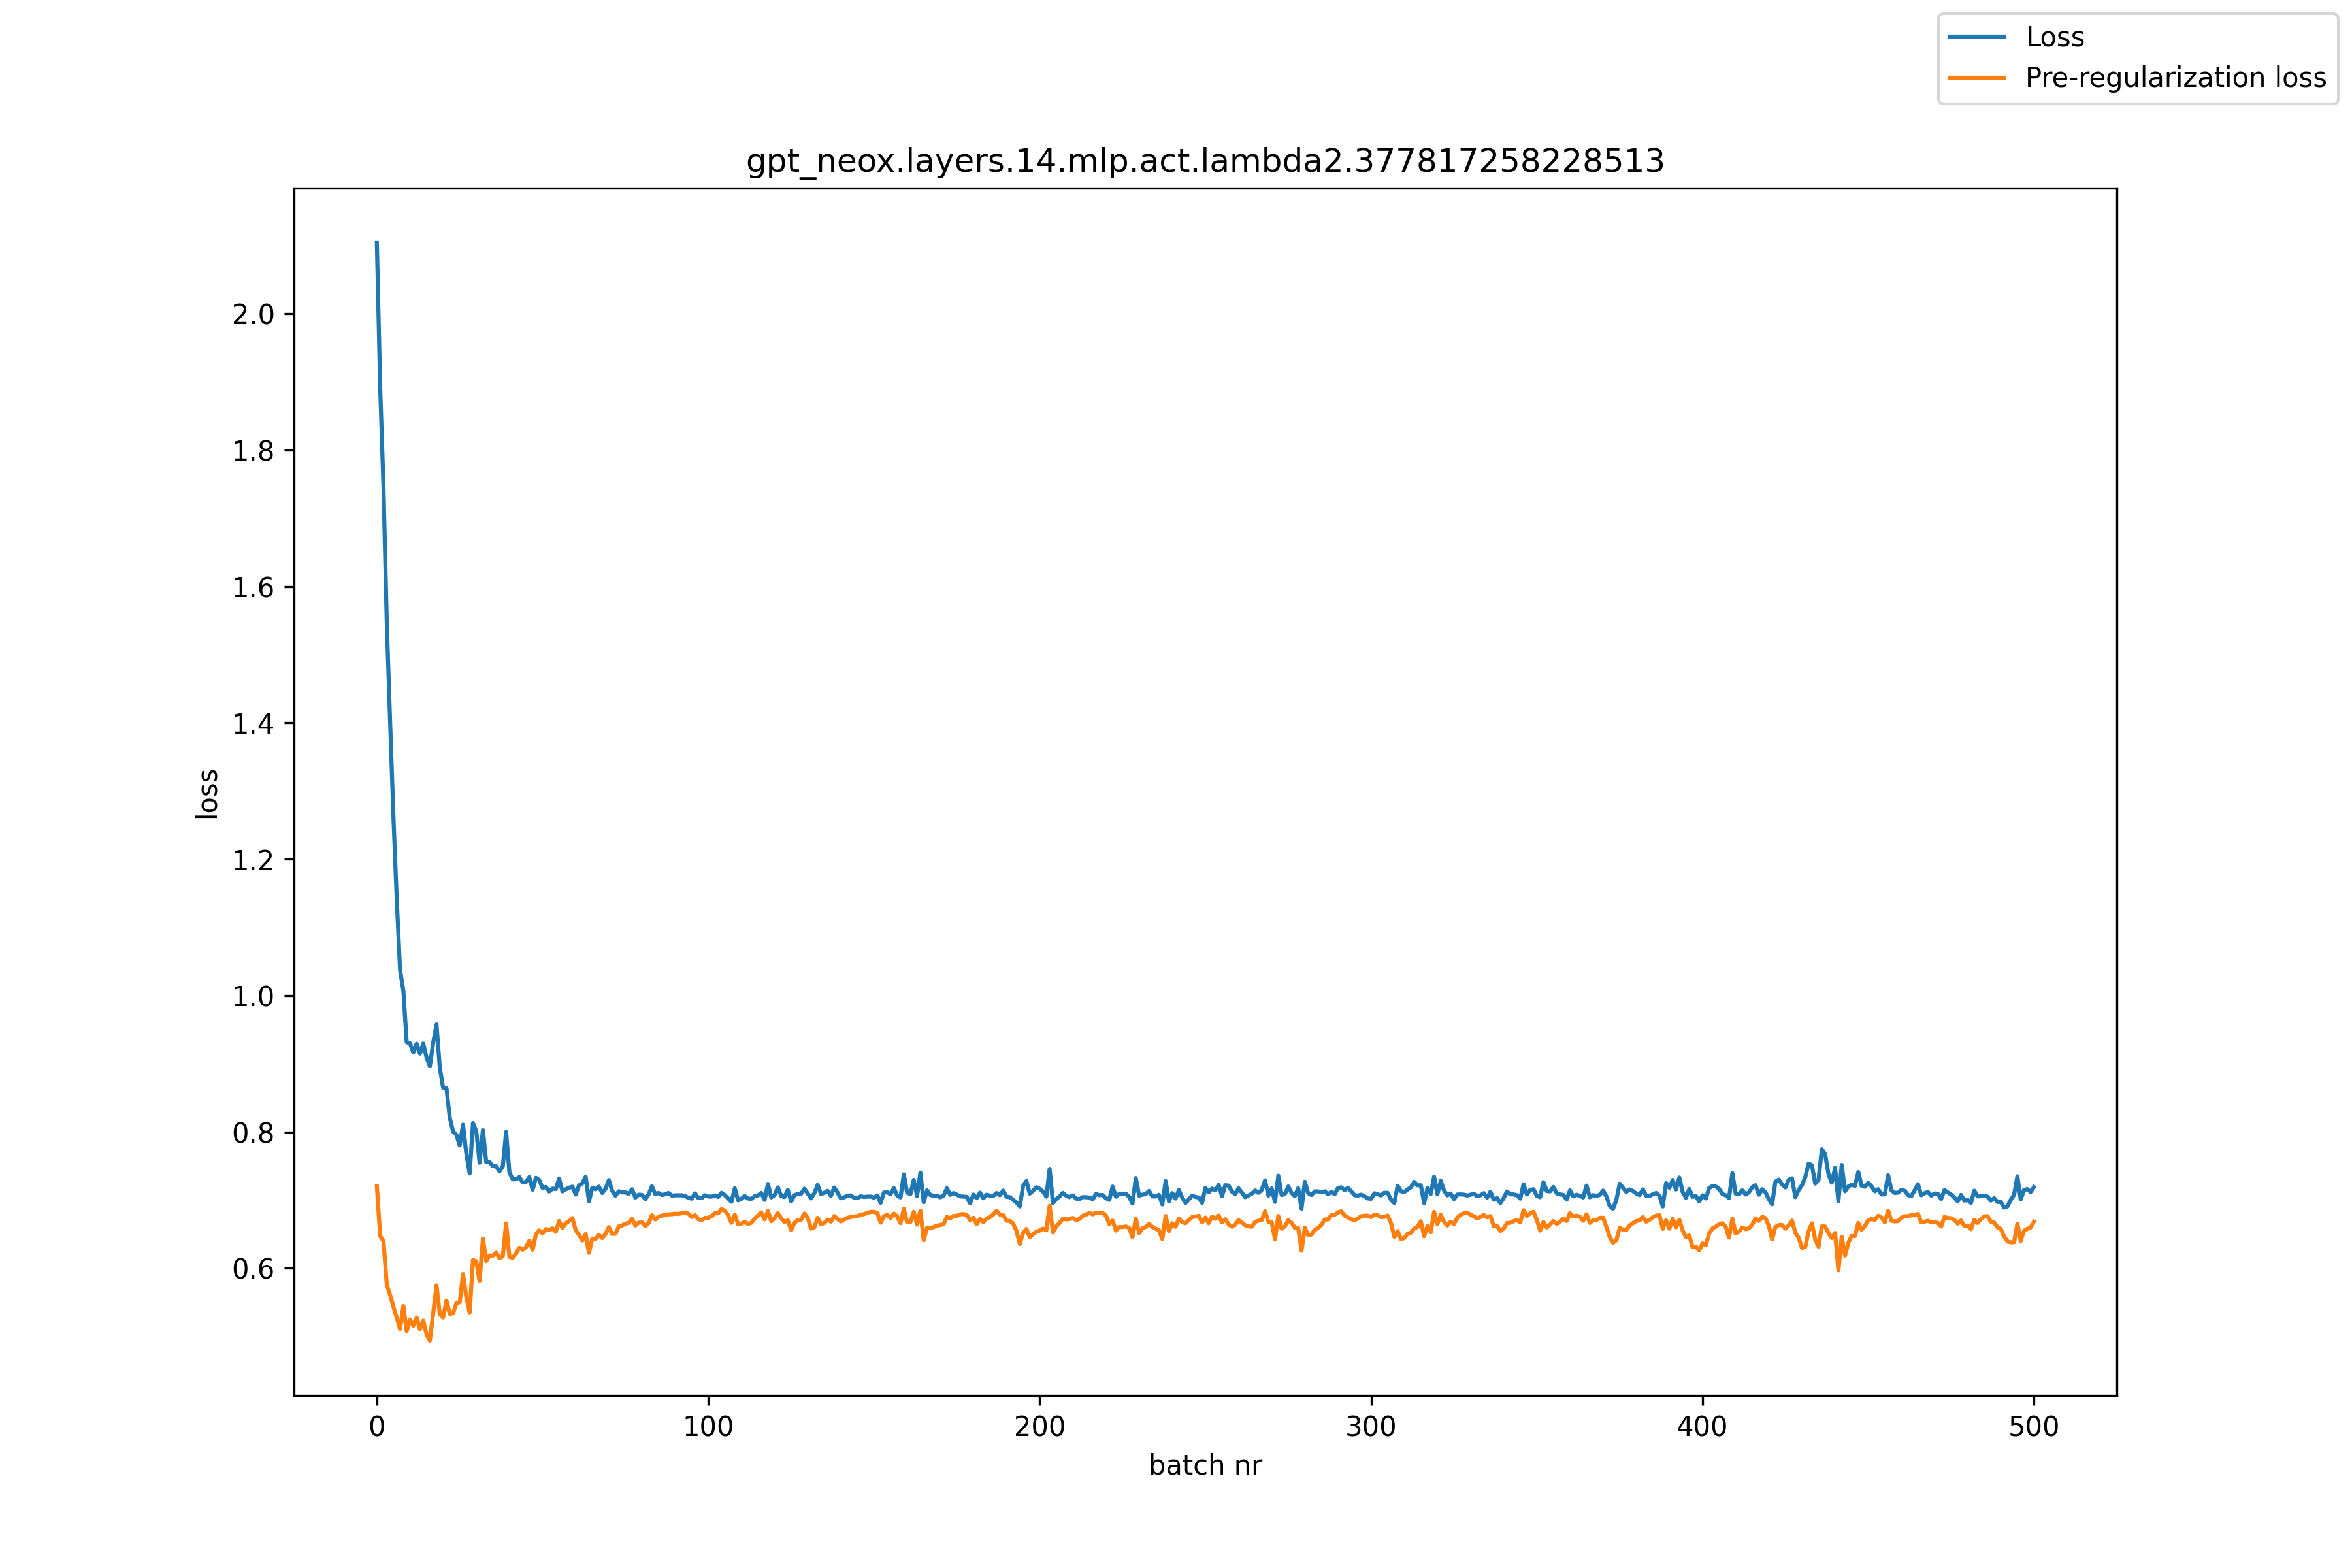 Loss
Pre-regularization loss
gpt_neox.layers.14.mlp.act.lambda2.377817258228513
2.0
1.8
1.6
1.4
1.2
1.0
0.8
0.6
loss
0 100 200 300 400 500
batch nr